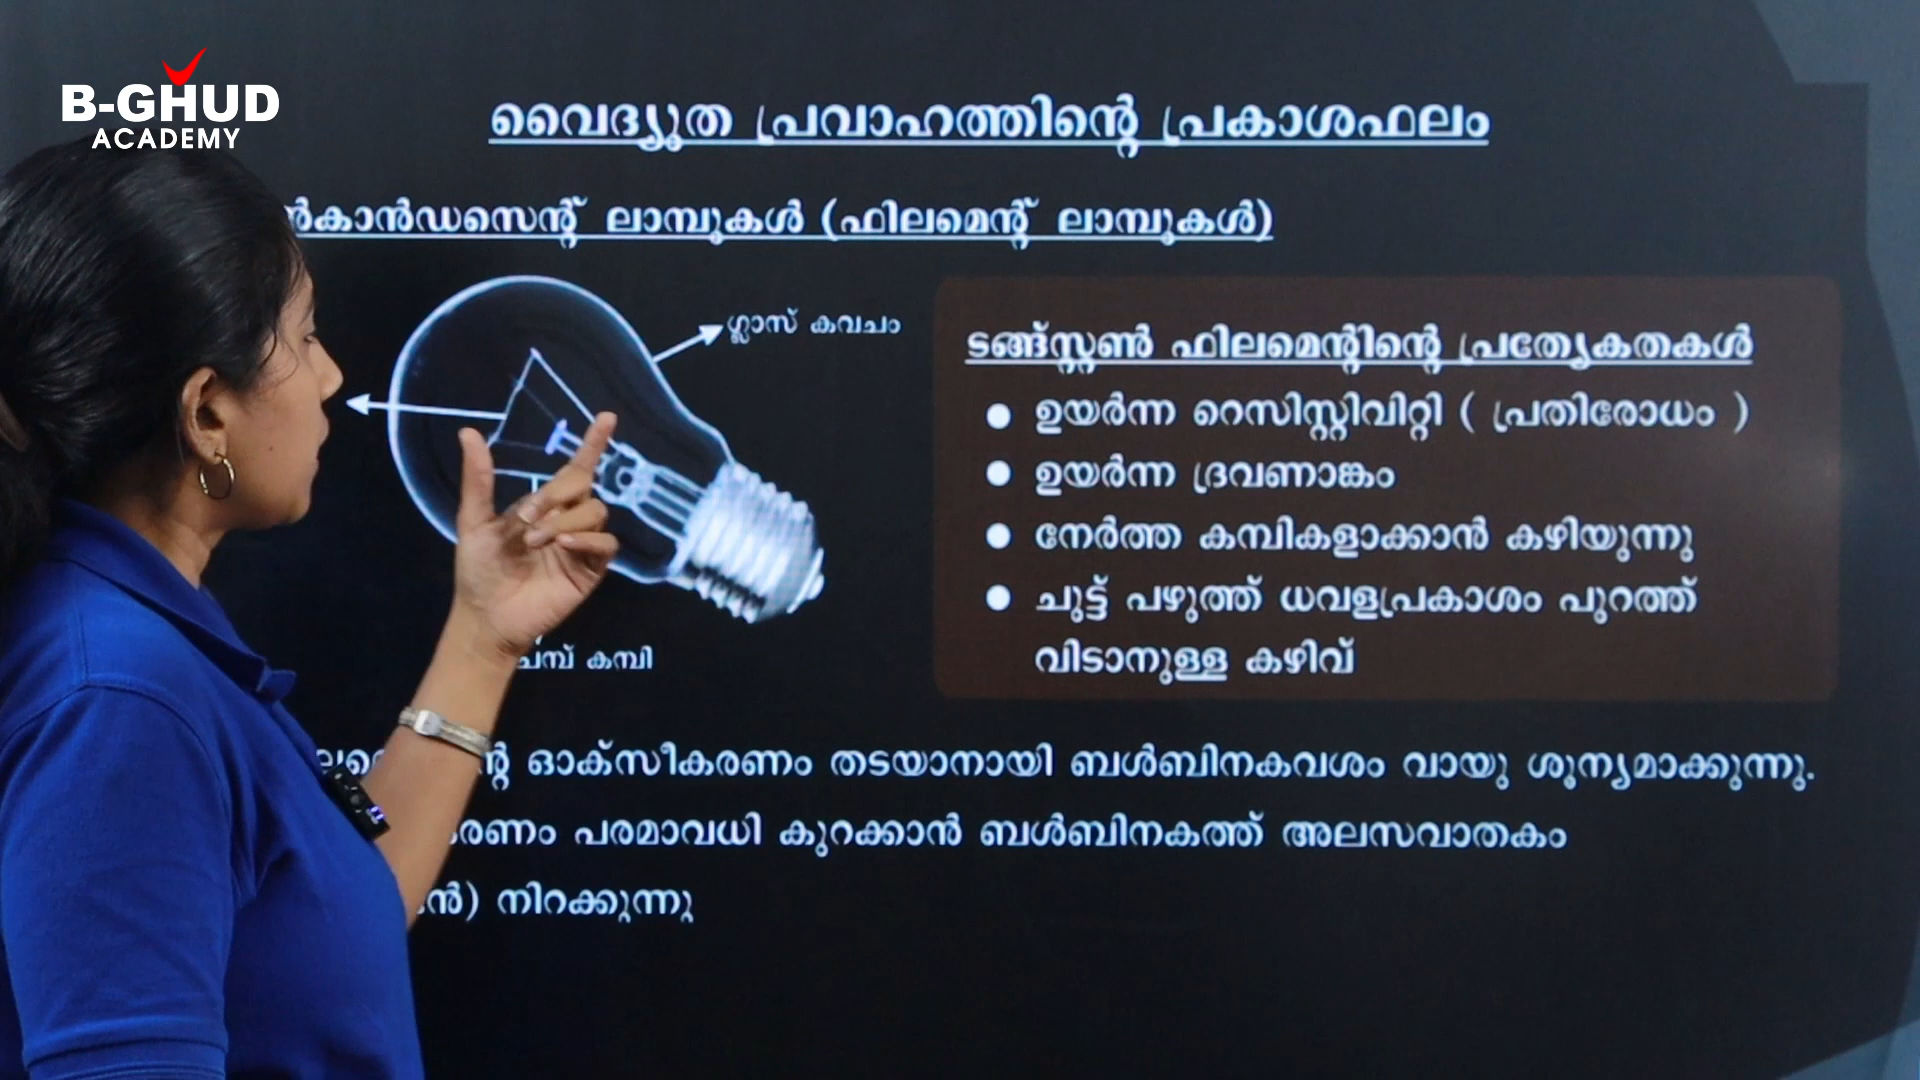 B-GHUD
ACADEMY
വൈദ്യുത പ്രവാഹത്തിന്റെ പ്രകാശഫലം
ൻകാൻഡസെന്റ് ലാമ്പുകൾ (ഫിലമെന്റ് ലാമ്പുകൾ)
ഗ്ലാസ് കവചം
ടങ്ങ്സ്റ്റൺ ഫിലമെന്റിന്റെ പ്രത്യേകതകൾ
● ഉയർന്ന റെസിസ്റ്റിവിറ്റി ( പ്രതിരോധം )
● ഉയർന്ന ദ്രവണാങ്കം
● നേർത്ത കമ്പികളാക്കാൻ കഴിയുന്നു
● ചുട്ട് പഴുത്ത് ധവളപ്രകാശം പുറത്ത്
വിടാനുള്ള കഴിവ്
കമ്പി
ഓക്സീകരണം തടയാനായി ബൾബിനകവശം വായു ശൂന്യമാക്കുന്നു.
രണം പരമാവധി കുറക്കാൻ ബൾബിനകത്ത് അലസവാതകം
ൻ) നിറക്കുന്നു